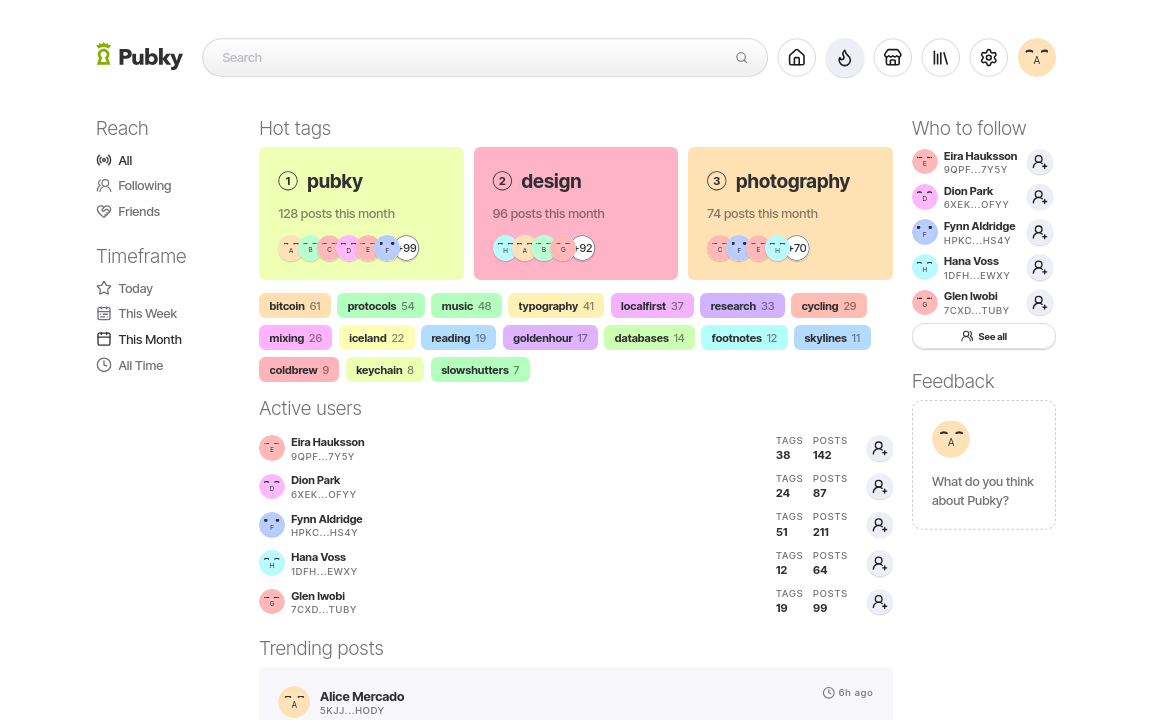 Pubky
Search
A
Reach
All
Following
Friends
Timeframe
Today
This Week
This Month
All Time
Hot tags
1 pubky
128 posts this month
A B C D E F +99
2 design
96 posts this month
H A B G +92
3 photography
74 posts this month
C F E H +70
bitcoin 61
protocols 54
music 48
typography 41
localfirst 37
research 33
cycling 29
mixing 26
iceland 22
reading 19
goldenhour 17
databases 14
footnotes 12
skylines 11
coldbrew 9
keychain 8
slowshutters 7
Active users
E
Eira Hauksson
9QPF...7Y5Y
TAGS POSTS
38 142
D
Dion Park
6XEK...OFYY
TAGS POSTS
24 87
F
Fynn Aldridge
HPKC...HS4Y
TAGS POSTS
51 211
H
Hana Voss
1DFH...EWXY
TAGS POSTS
12 64
G
Glen Iwobi
7CXD...TUBY
TAGS POSTS
19 99
Trending posts
A
Alice Mercado
5KJJ...HODY
6h ago
Who to follow
E
Eira Hauksson
9QPF...7Y5Y
D
Dion Park
6XEK...OFYY
F
Fynn Aldridge
HPKC...HS4Y
H
Hana Voss
1DFH...EWXY
G
Glen Iwobi
7CXD...TUBY
See all
Feedback
A
What do you think
about Pubky?